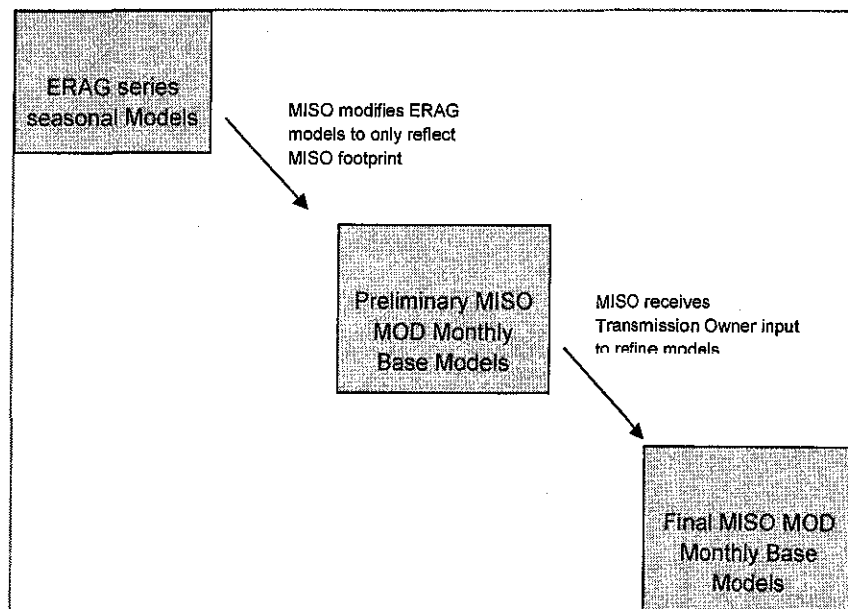 ERAG series
seasonal Models
MISO modifies ERAG
models to only reflect
MISO footprint
Preliminary MISO
MOD Monthly
Base Models
MISO receives
Transmission Owner input
to refine models
Final MISO MOD
Monthly Base
Models